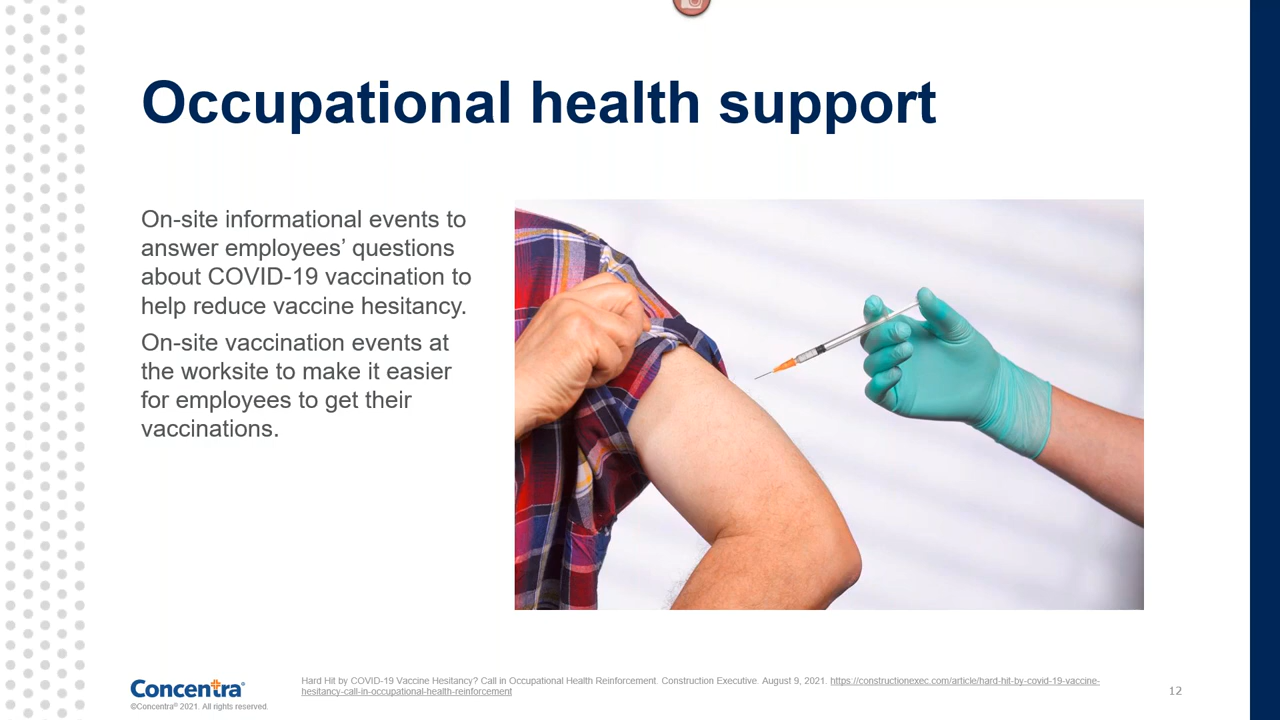 Occupational health support
On-site informational events to
answer employees’ questions
about COVID-19 vaccination to
help reduce vaccine hesitancy.
On-site vaccination events at
the worksite to make it easier
for employees to get their
vaccinations.
Concentra®
©Concentra® 2021. All rights reserved.
Hard Hit by COVID-19 Vaccine Hesitancy? Call in Occupational Health Reinforcement. Construction Executive. August 9, 2021. https://constructionexec.com/article/hard-hit-by-covid-19-vaccine-
hesitancy-call-in-occupational-health-reinforcement
12